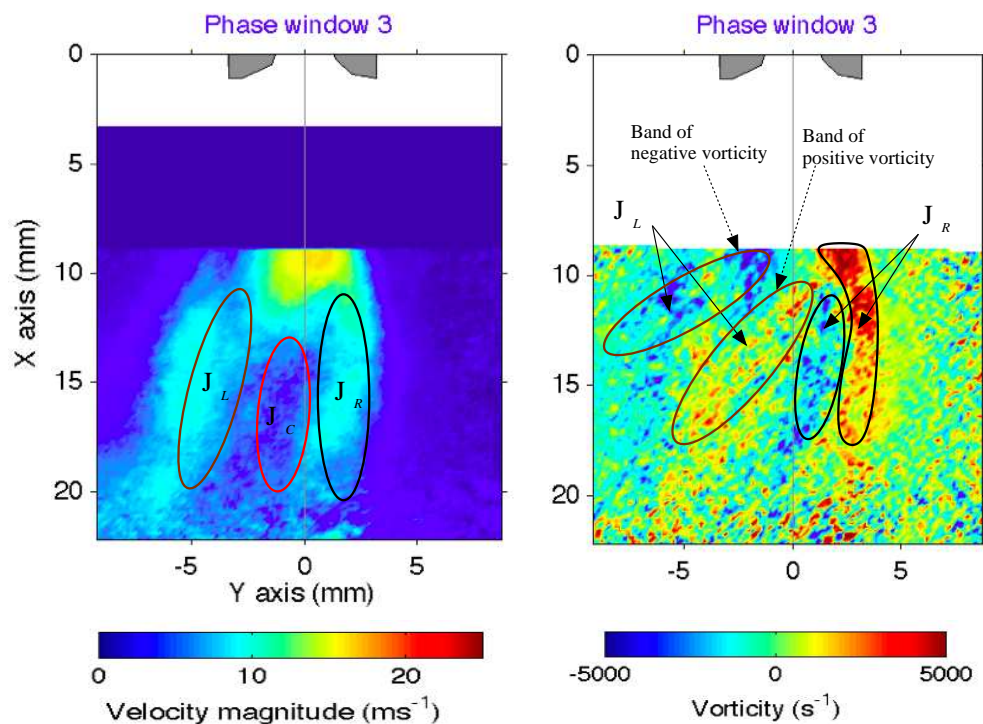 Phase window 3
0
5
10
15
20
X axis (mm)
J L
J C
J R
-5
0
5
Y axis (mm)
0
10
20
Velocity magnitude (ms-1)
Phase window 3
0
5
10
15
20
Band of
negative vorticity
Band of
positive vorticity
J L
J R
-5
0
5
-5000
0
5000
Vorticity (s-1)